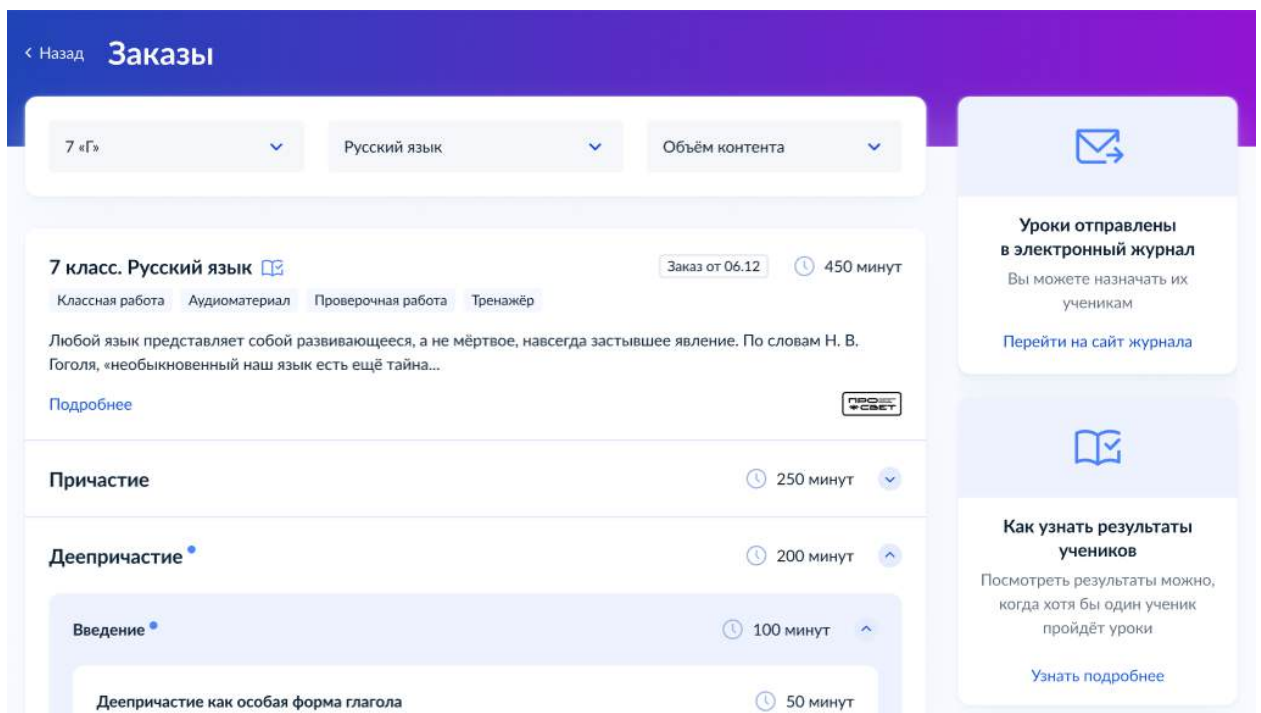 Назад Заказы
7 «Г»
Русский язык
Объём контента
7 класс. Русский язык
Заказ от 06.12
450 минут
Классная работа Аудиоматериал Проверочная работа Тренажёр
Любой язык представляет собой развивающееся, а не мёртвое, навсегда застывшее явление. По словам Н. В.
Гоголя, «необыкновенный наш язык есть ещё тайна...
Подробнее
ПРО
СВЕТ
Причастие
250 минут
Деепричастие
200 минут
Введение
100 минут
Деепричастие как особая форма глагола
50 минут
Уроки отправлены
в электронный журнал
Вы можете назначать их
ученикам
Перейти на сайт журнала
Как узнать результаты
учеников
Посмотреть результаты можно,
когда хотя бы один ученик
пройдёт уроки
Узнать подробнее